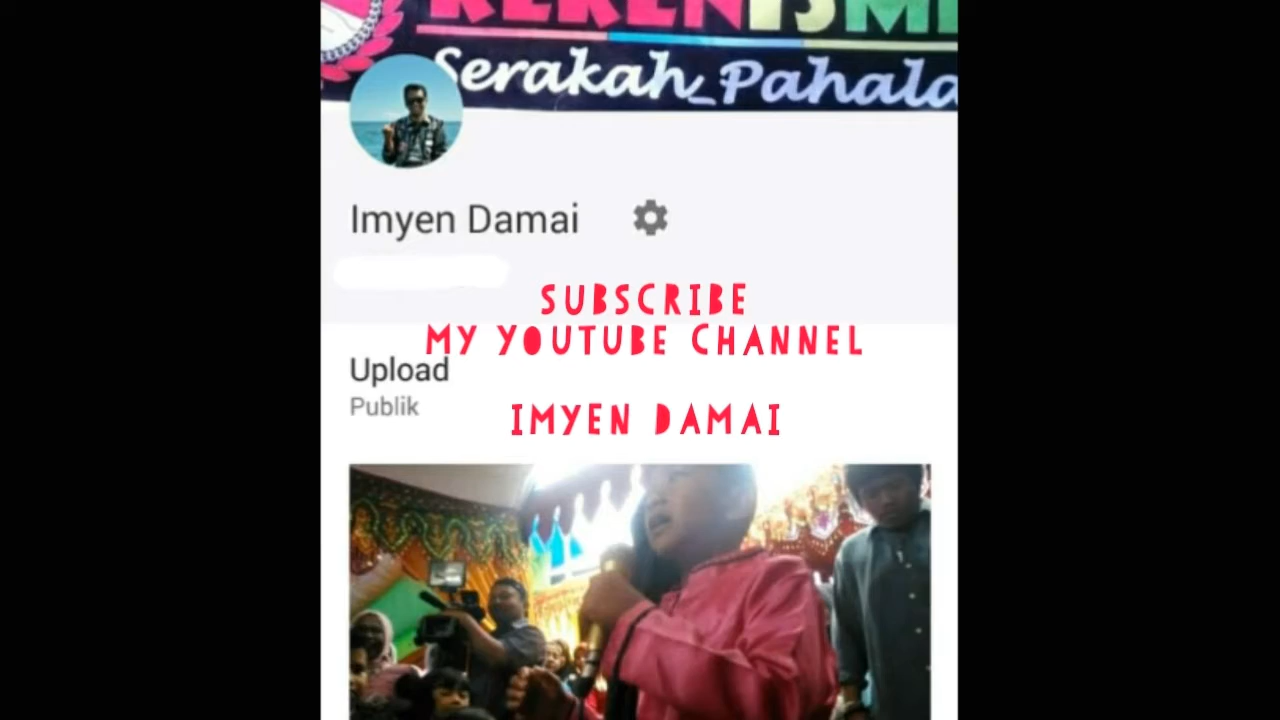 Serakah_Pahala
Imyen Damai
SUBSCRIBE
MY YOUTUBE CHANNEL
Upload
Publik
IMYEN DAMAI